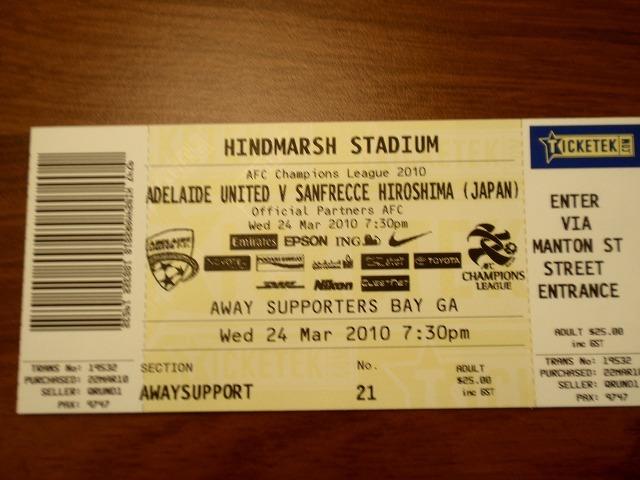 HINDMARSH STADIUM
AFC Champions League 2010
ADELAIDE UNITED V SANFRECCE HIROSHIMA (JAPAN)
Official Partners AFC
Wed 24 Mar 2010 7:30pm
Emirates EPSON ING
TOYOTA
Nikon
AFC
CHAMPIONS
LEAGUE
AWAY SUPPORTERS BAY GA
Wed 24 Mar 2010 7:30pm
SECTION No. ADULT
$25.00
inc GST
AWAYSUPPORT 21
TRANS No: 19532
PURCHASED: 22MAR10
SELLER: QRUND1
PAX: 9747
TICKETEK
ENTER
VIA
MANTON ST
STREET
ENTRANCE
ADULT $25.00
inc GST
TRANS No: 19532
PURCHASED: 22MAR1
SELLER: QRUND1
PAX: 9747